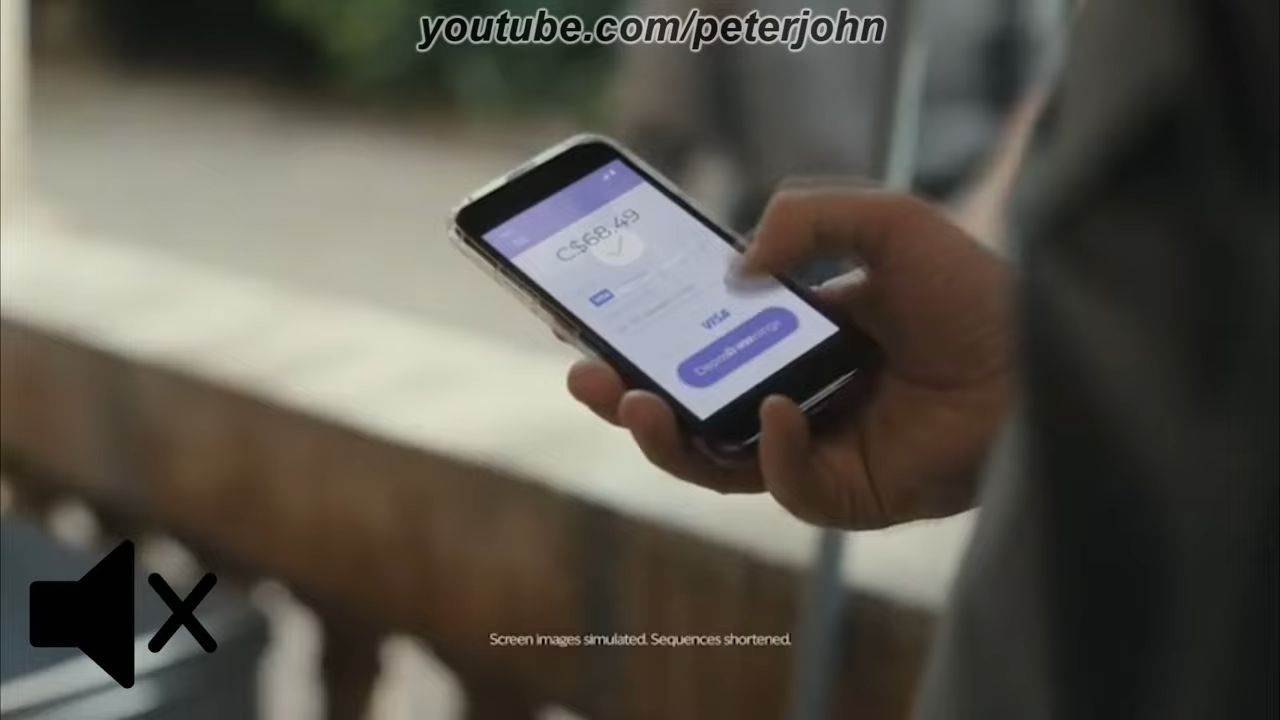 youtube.com/peterjohn
C$68.49
VISA
Screen images simulated. Sequences shortened.